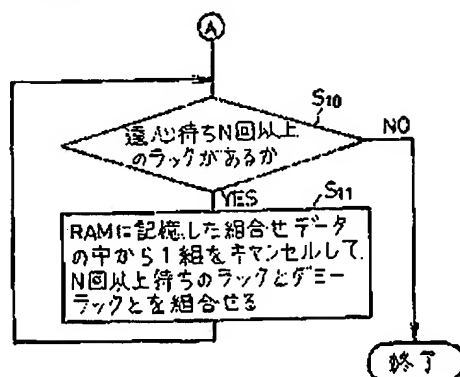 A
S10
遠心待ちN回以上
のラックがあるか
NO
YES
S11
RAMに記憶した組合せデータ
の中から1組をキャンセルして
N回以上待ちのラックとダミー
ラックとを組合せる
終了